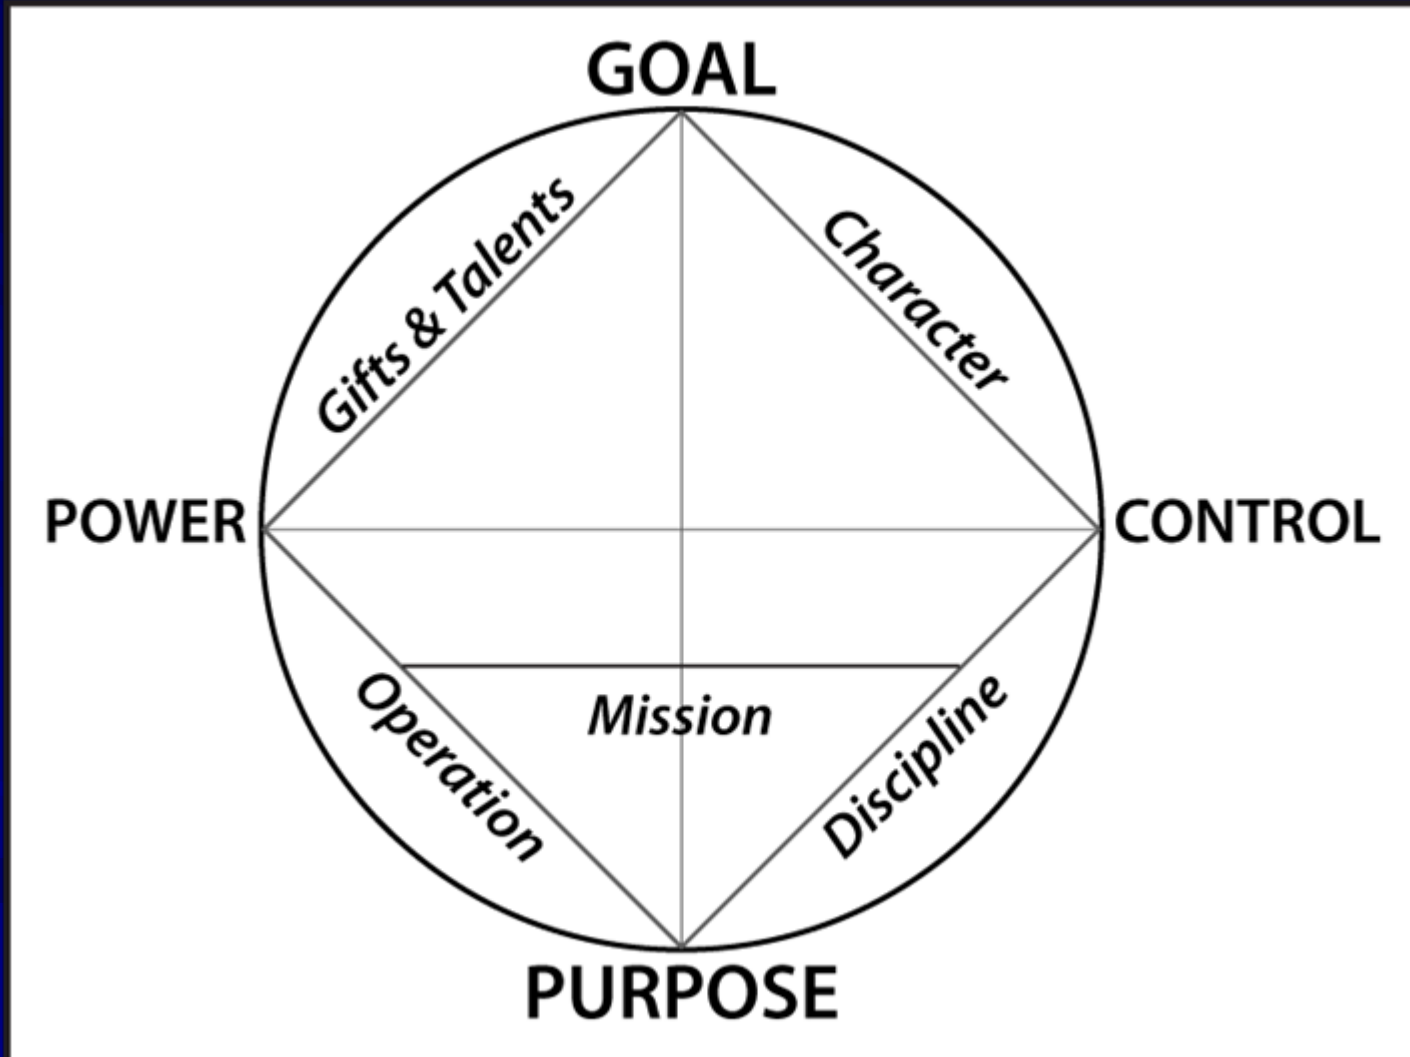 GOAL
Gifts & Talents
Character
POWER
CONTROL
Operation
Mission
Discipline
PURPOSE